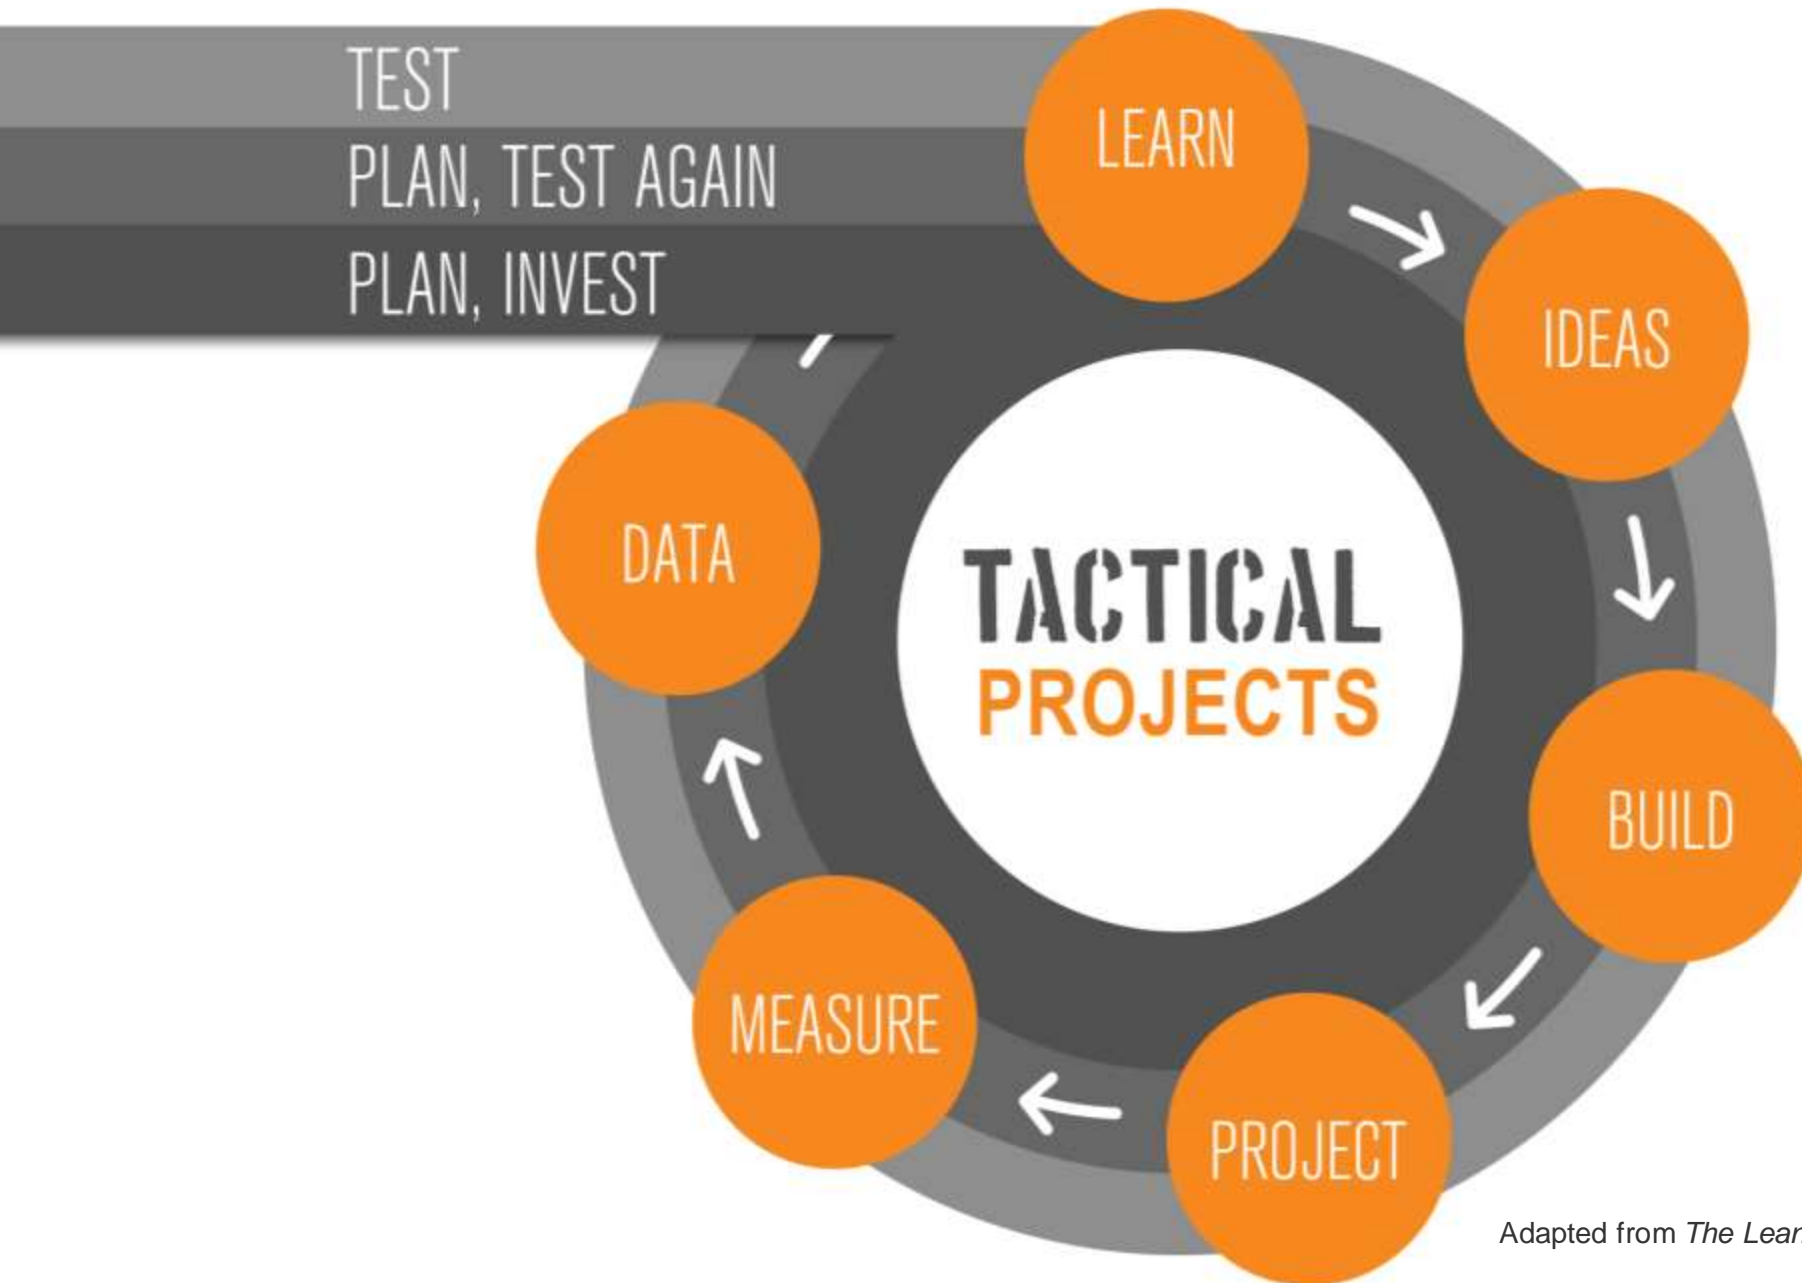 TEST
PLAN, TEST AGAIN
PLAN, INVEST
LEARN
IDEAS
BUILD
PROJECT
MEASURE
DATA
TACTICAL
PROJECTS
Adapted from The Lean